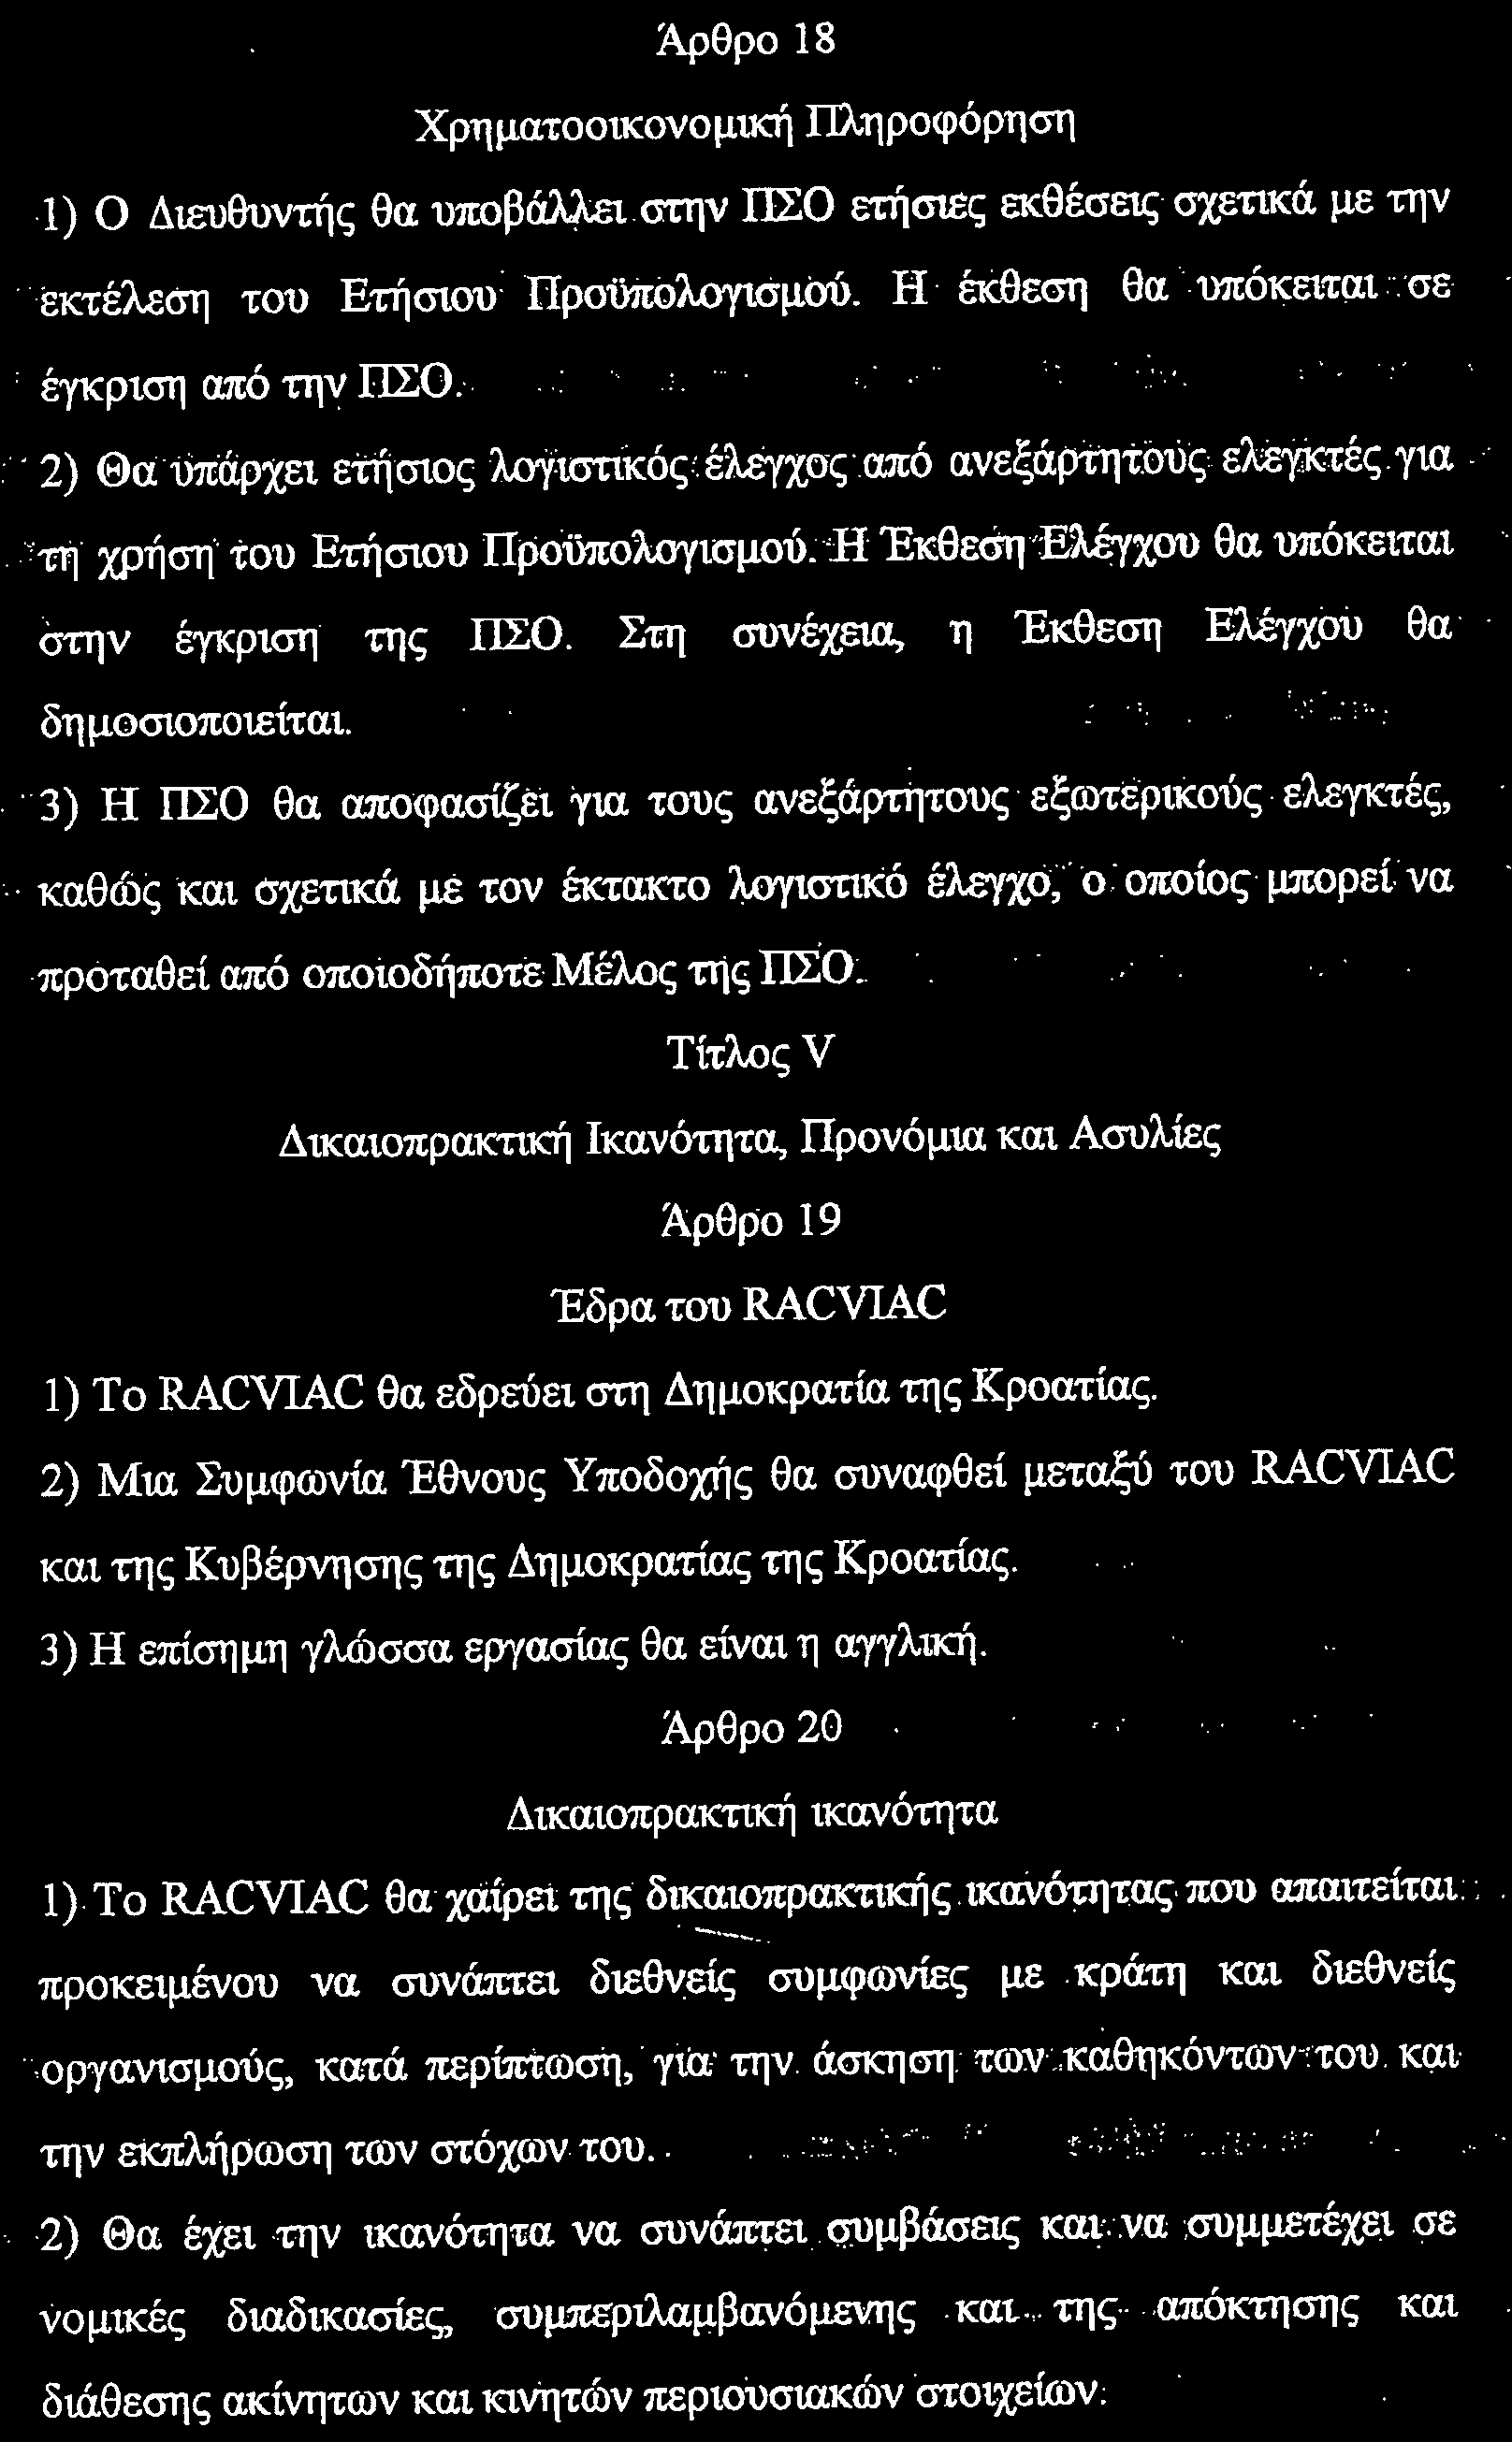 Άρθρο 18
Χρηματοοικονομική Πληροφόρηση
1) Ο Διευθυντής θα υποβάλλει στην ΠΣΟ ετήσιες εκθέσεις σχετικά με την
εκτέλεση του Ετήσιου Προϋπολογισμού. Η έκθεση θα υπόκειται σε
έγκριση από την ΠΣΟ.
2) Θα υπάρχει ετήσιος λογιστικός έλεγχος από ανεξάρτητους ελεγκτές για
τη χρήση του Ετήσιου Προϋπολογισμού. Η Έκθεση Ελέγχου θα υπόκειται
στην έγκριση της ΠΣΟ. Στη συνέχεια, η Έκθεση Ελέγχου θα
δημοσιοποιείται.
3) Η ΠΣΟ θα αποφασίζει για τους ανεξάρτητους εξωτερικούς ελεγκτές,
καθώς και σχετικά με τον έκτακτο λογιστικό έλεγχο, ο οποίος μπορεί να
προταθεί από οποιοδήποτε Μέλος της ΠΣΟ.
Τίτλος V
Δικαιοπρακτική Ικανότητα, Προνόμια και Ασυλίες
Άρθρο 19
Έδρα του RACVIAC
1) Το RACVIAC θα εδρεύει στη Δημοκρατία της Κροατίας.
2) Μια Συμφωνία Έθνους Υποδοχής θα συναφθεί μεταξύ του RACVIAC
και της Κυβέρνησης της Δημοκρατίας της Κροατίας.
3) Η επίσημη γλώσσα εργασίας θα είναι η αγγλική.
Άρθρο 20
Δικαιοπρακτική ικανότητα
1) Το RACVIAC θα χαίρει της δικαιοπρακτικής ικανότητας που απαιτείται
προκειμένου να συνάπτει διεθνείς συμφωνίες με κράτη και διεθνείς
οργανισμούς, κατά περίπτωση, για την άσκηση των καθηκόντων του και
την εκπλήρωση των στόχων του.
2) Θα έχει την ικανότητα να συνάπτει συμβάσεις και να συμμετέχει σε
νομικές διαδικασίες, συμπεριλαμβανόμενης και της απόκτησης και
διάθεσης ακίνητων και κινητών περιουσιακών στοιχείων.